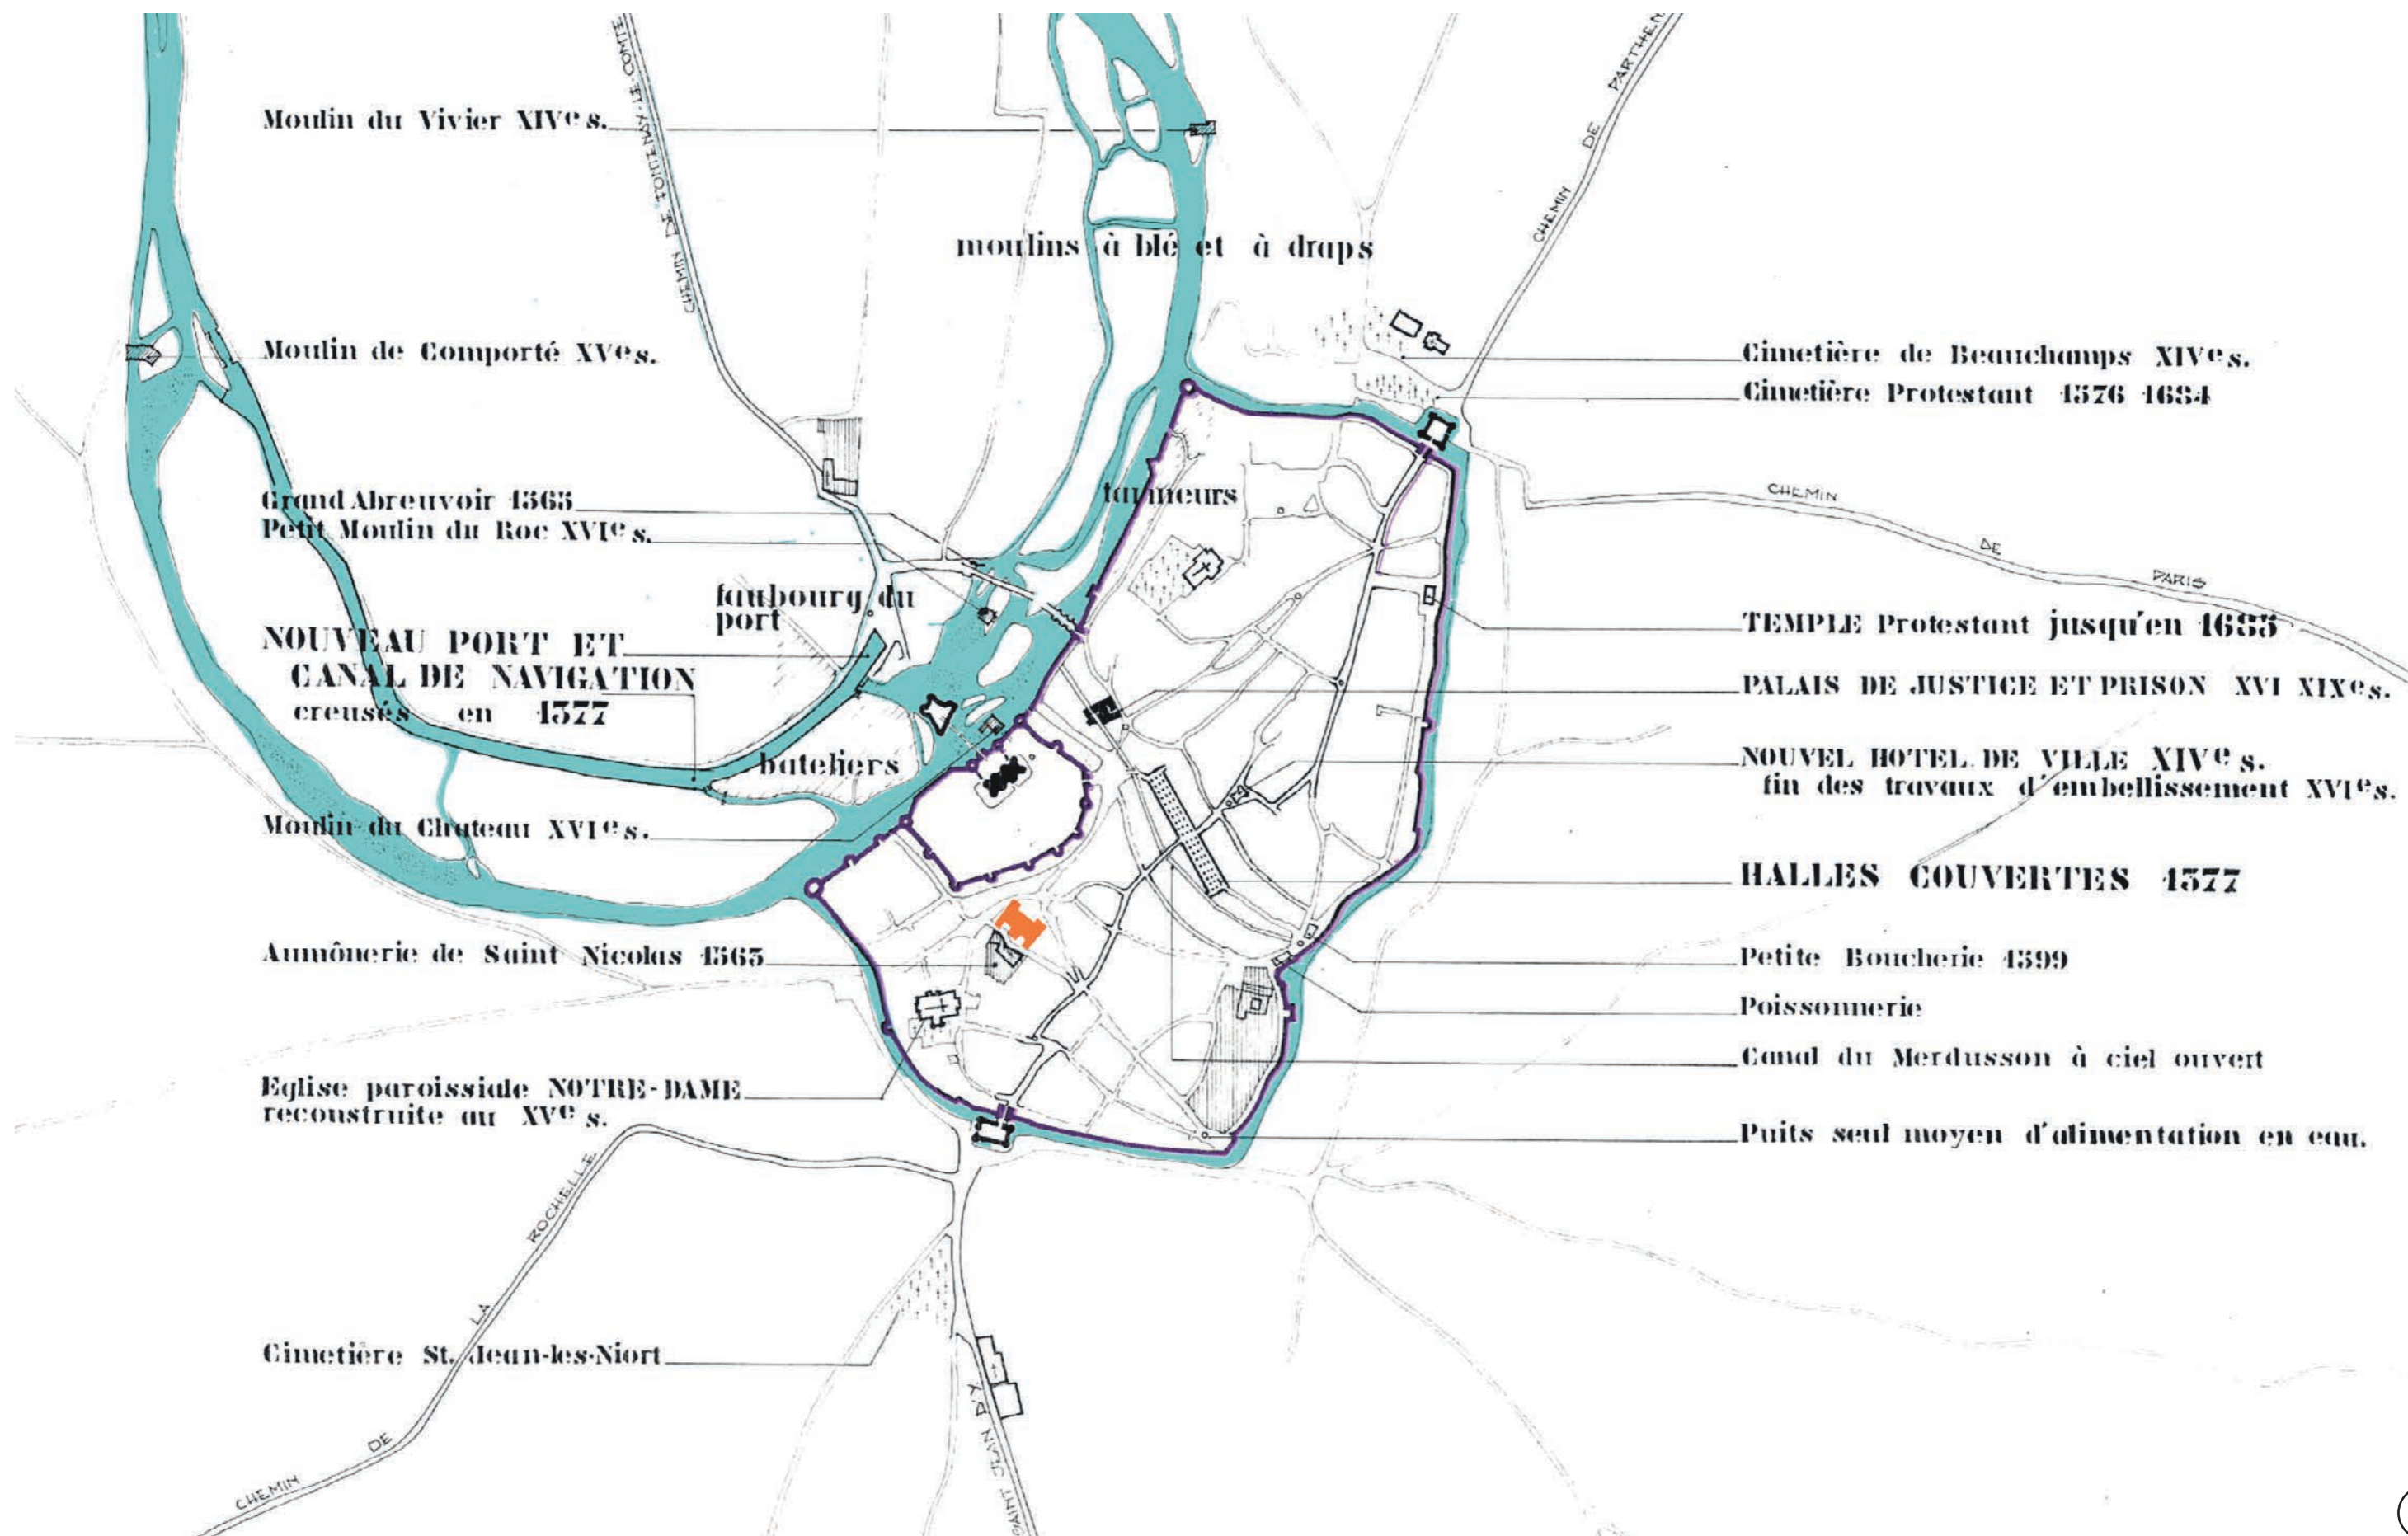 Moulin du Vivier XIVe s.
moulins à blé et à draps
Moulin de Comporté XVe s.
Grand Abreuvoir 1565
Petit Moulin du Roc XVIe s.
tanneurs
faubourg du
port
NOUVEAU PORT ET
CANAL DE NAVIGATION
creusés en 1377
bateliers
Moulin du Chateau XVIe s.
Aumônerie de Saint Nicolas 1565
Eglise paroissiale NOTRE-DAME
reconstruite au XVe s.
Cimetière St. Jean-les-Niort
Cimetière de Beauchamps XIVe s.
Cimetière Protestant 1576 1684
TEMPLE Protestant jusqu'en 1685
PALAIS DE JUSTICE ET PRISON XVI XIXe s.
NOUVEL HOTEL DE VILLE XIVe s.
fin des travaux d'embellissement XVIe s.
HALLES COUVERTES 1377
Petite Boucherie 1599
Poissonnerie
Canal du Merdusson à ciel ouvert
Puits seul moyen d'alimentation en eau.
CHEMIN DE FONTENAY-LE-COMTE
CHEMIN DE PARTHEN
CHEMIN DE PARIS
CHEMIN DE LA ROCHELLE
SAINT JEAN D'Y